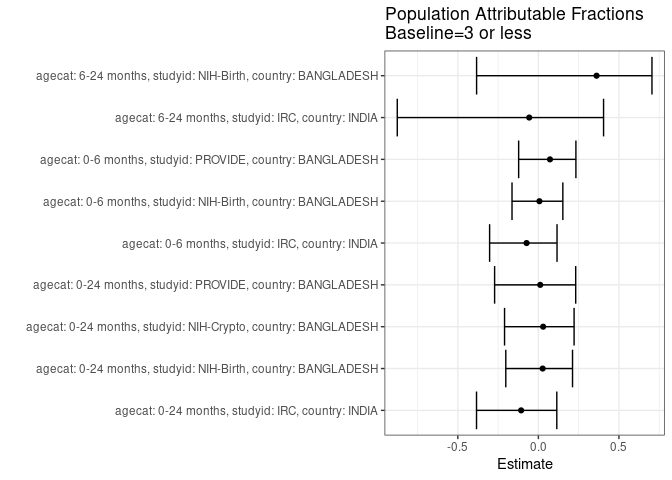 Population Attributable Fractions
Baseline=3 or less
agecat: 6-24 months, studyid: NIH-Birth, country: BANGLADESH
agecat: 6-24 months, studyid: IRC, country: INDIA
agecat: 0-6 months, studyid: PROVIDE, country: BANGLADESH
agecat: 0-6 months, studyid: NIH-Birth, country: BANGLADESH
agecat: 0-6 months, studyid: IRC, country: INDIA
agecat: 0-24 months, studyid: PROVIDE, country: BANGLADESH
agecat: 0-24 months, studyid: NIH-Crypto, country: BANGLADESH
agecat: 0-24 months, studyid: NIH-Birth, country: BANGLADESH
agecat: 0-24 months, studyid: IRC, country: INDIA
-0.5 0.0 0.5
Estimate